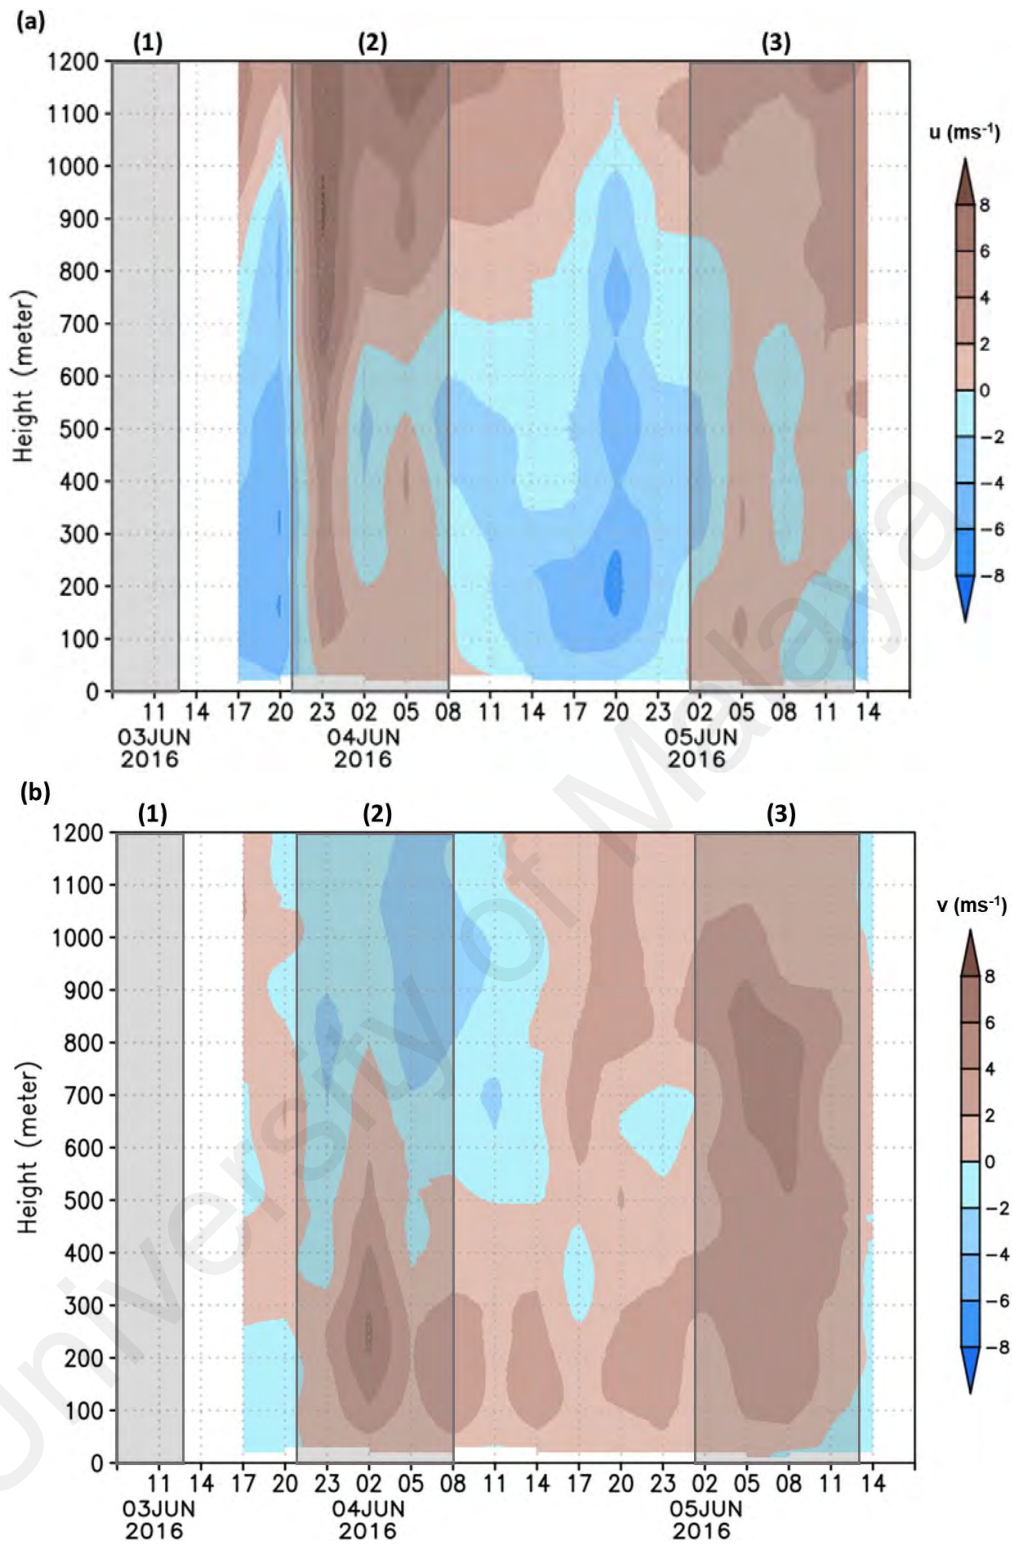 (a)
(1) (2) (3)
1200
1100
1000
900
800
700
600
500
400
300
200
100
0
Height (meter)
11 14 17 20 23 02 05 08 11 14 17 20 23 02 05 08 11 14
03JUN 04JUN 05JUN
2016 2016 2016
u (ms-1)
8
6
4
2
0
−2
−4
−6
−8
(b)
(1) (2) (3)
1200
1100
1000
900
800
700
600
500
400
300
200
100
0
Height (meter)
11 14 17 20 23 02 05 08 11 14 17 20 23 02 05 08 11 14
03JUN 04JUN 05JUN
2016 2016 2016
v (ms-1)
8
6
4
2
0
−2
−4
−6
−8
University of Malaya